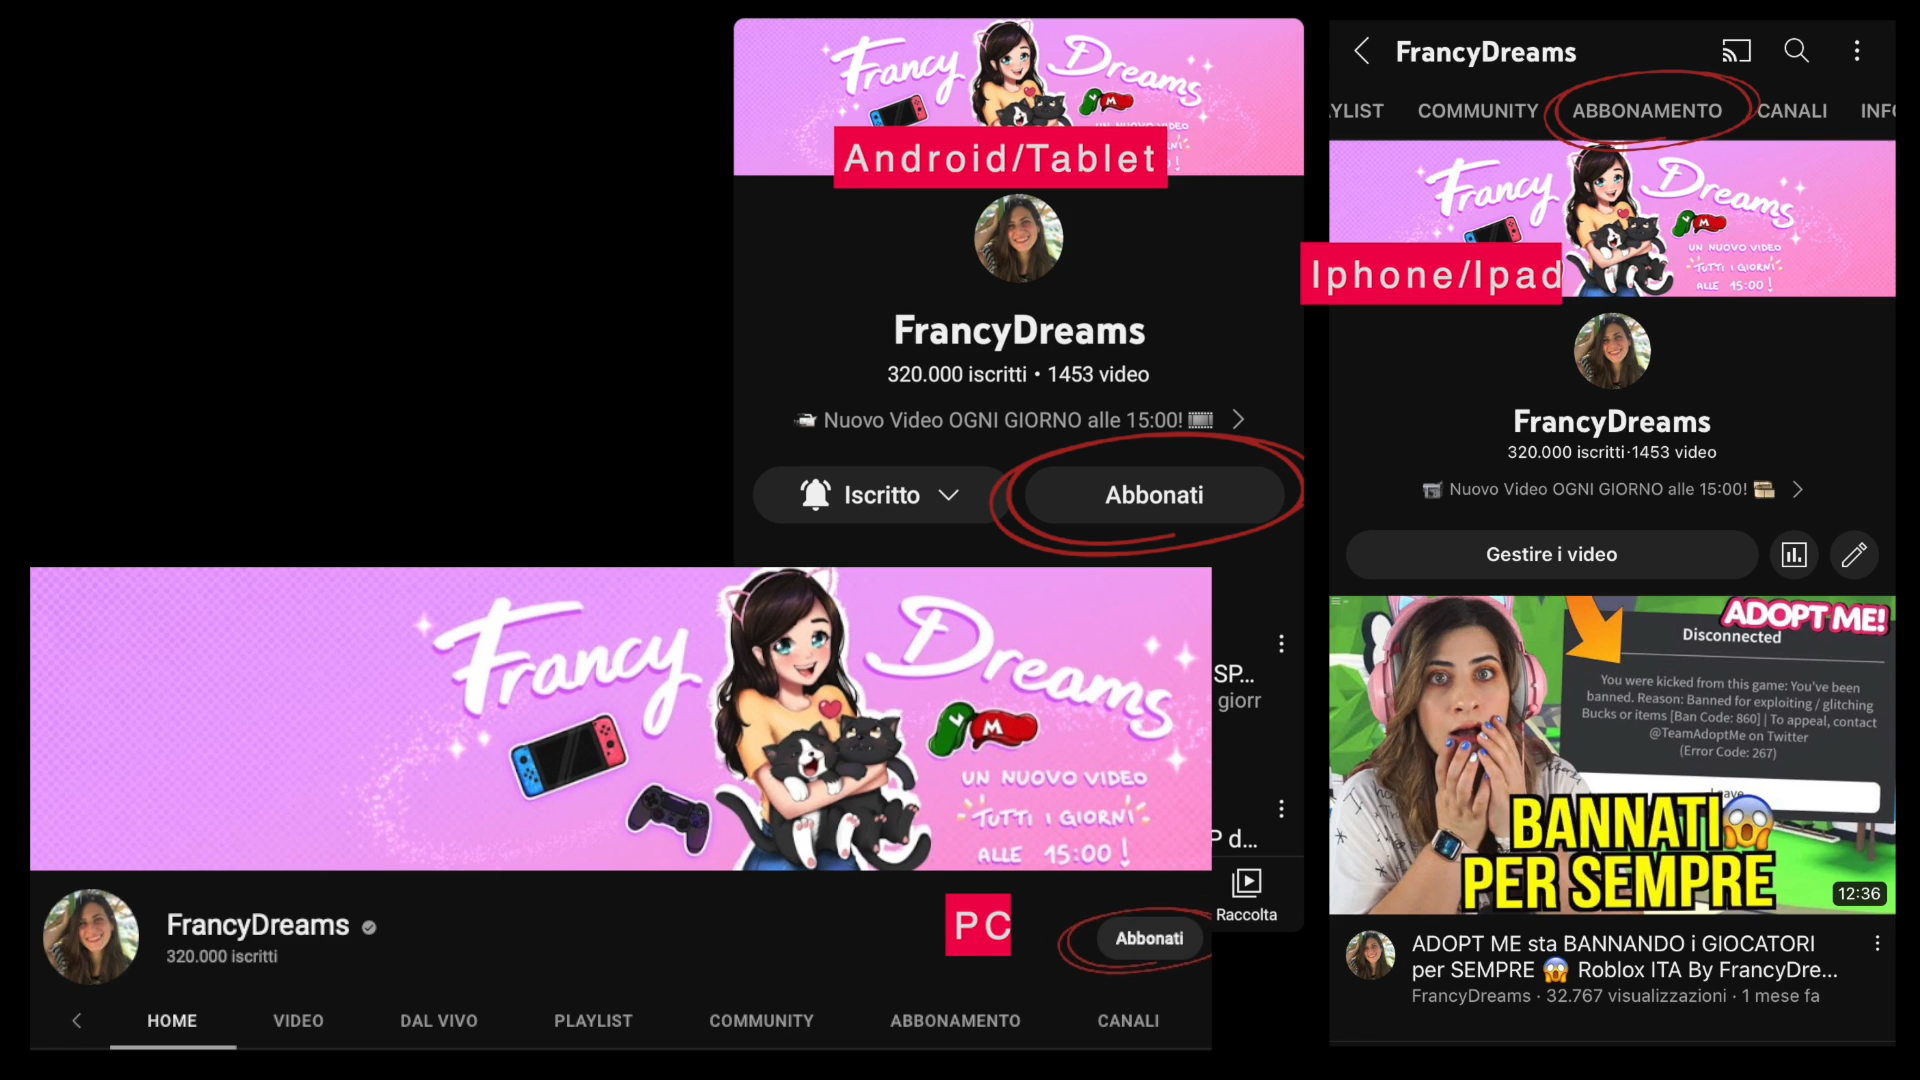 Francy Dreams
UN NUOVO VIDEO
Android/Tablet
FrancyDreams
320.000 iscritti • 1453 video
Nuovo Video OGNI GIORNO alle 15:00!
Iscritto
Abbonati
SP...
giorr
P d...
Raccolta
FrancyDreams
YLIST COMMUNITY ABBONAMENTO CANALI INFO
Francy Dreams
M
UN NUOVO VIDEO
TUTTI I GIORNI
ALLE 15:00!
Iphone/Ipad
FrancyDreams
320.000 iscritti·1453 video
Nuovo Video OGNI GIORNO alle 15:00!
Gestire i video
ADOPT ME!
Disconnected
You were kicked from this game: You've been
banned. Reason: Banned for exploiting / glitching
Bucks or items [Ban Code: 860] | To appeal, contact
@TeamAdoptMe on Twitter
(Error Code: 267)
Leave
BANNATI
PER SEMPRE
12:36
ADOPT ME sta BANNANDO i GIOCATORI
per SEMPRE 😱 Roblox ITA By FrancyDre...
FrancyDreams · 32.767 visualizzazioni · 1 mese fa
Francy Dreams
L M
UN NUOVO VIDEO
TUTTI I GIORNI
ALLE 15:00!
FrancyDreams
320.000 iscritti
PC
Abbonati
HOME VIDEO DAL VIVO PLAYLIST COMMUNITY ABBONAMENTO CANALI